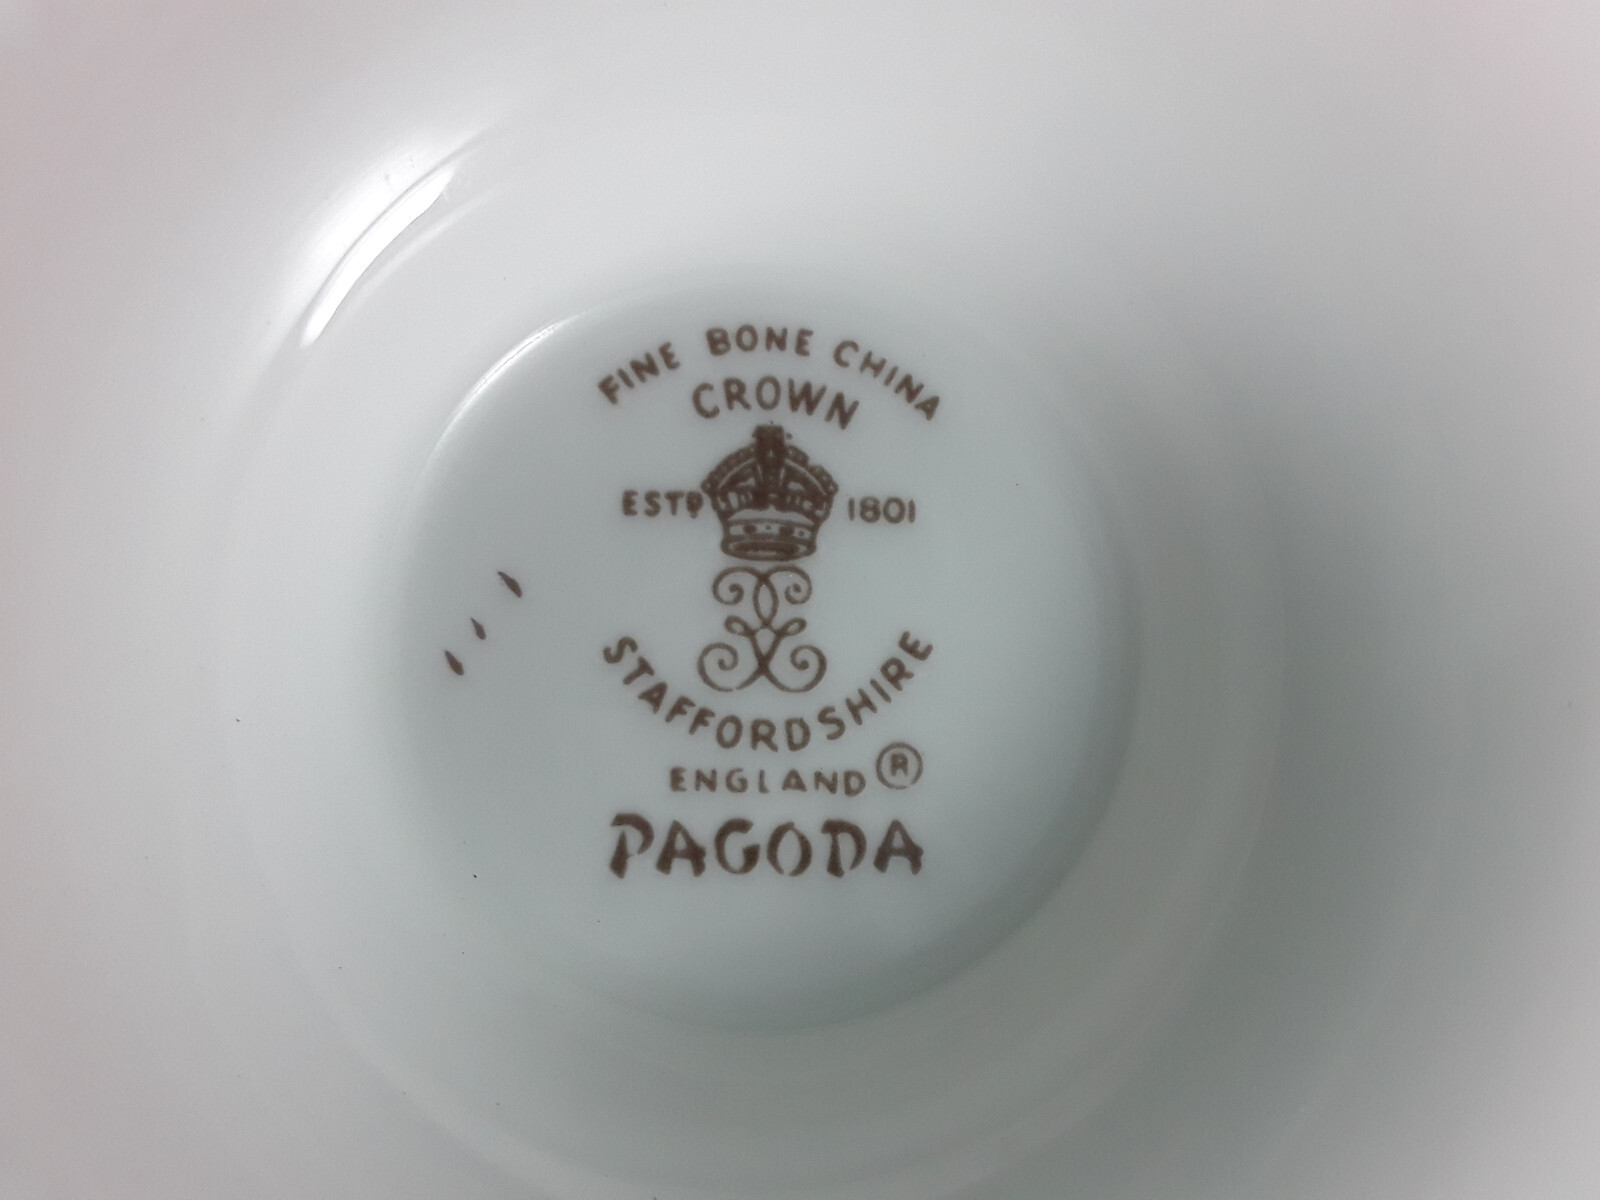 FINE BONE CHINA
CROWN
ESTD 1801
STAFFORDSHIRE
ENGLAND ®
PAGODA